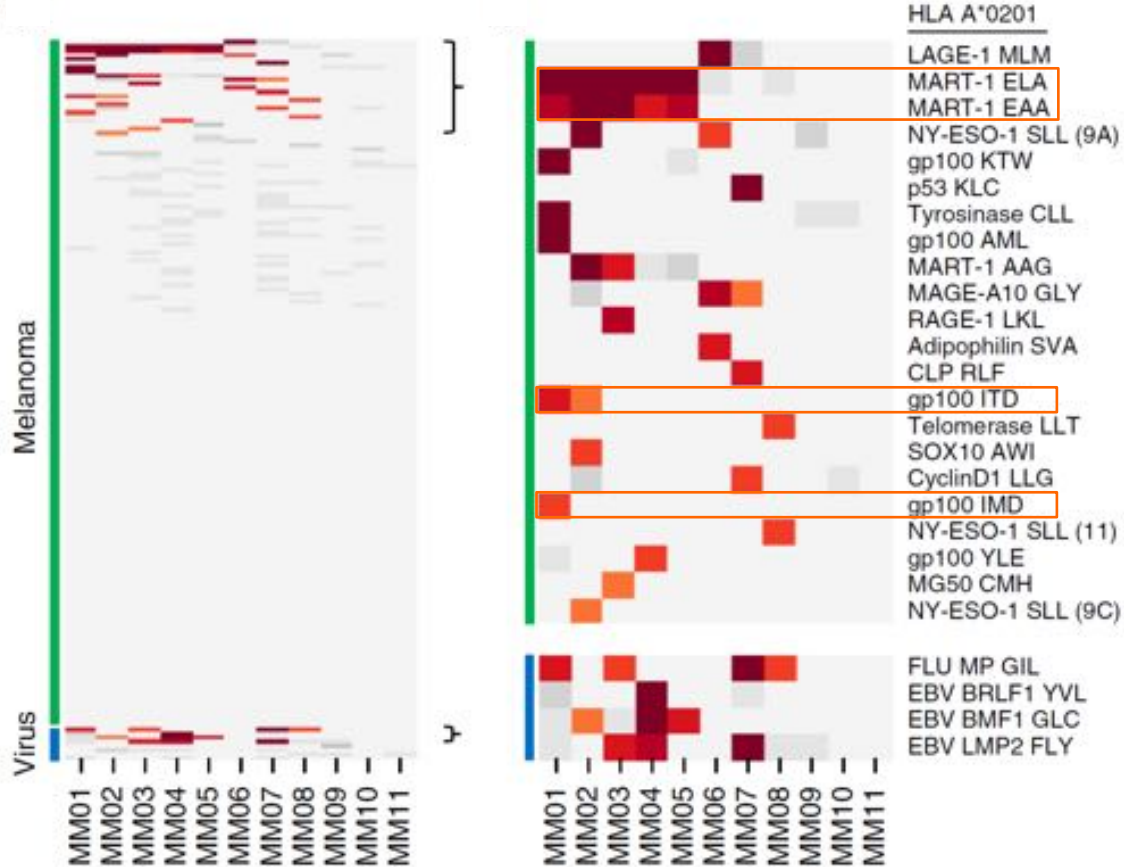 HLA A*0201
LAGE-1 MLM
MART-1 ELA
MART-1 EAA
NY-ESO-1 SLL (9A)
gp100 KTW
p53 KLC
Tyrosinase CLL
gp100 AML
MART-1 AAG
MAGE-A10 GLY
RAGE-1 LKL
Adipophilin SVA
CLP RLF
gp100 ITD
Telomerase LLT
SOX10 AWI
CyclinD1 LLG
gp100 IMD
NY-ESO-1 SLL (11)
gp100 YLE
MG50 CMH
NY-ESO-1 SLL (9C)
FLU MP GIL
EBV BRLF1 YVL
EBV BMF1 GLC
EBV LMP2 FLY
Melanoma
Virus
MM01 MM02 MM03 MM04 MM05 MM06 MM07 MM08 MM09 MM10 MM11
MM01 MM02 MM03 MM04 MM05 MM06 MM07 MM08 MM09 MM10 MM11